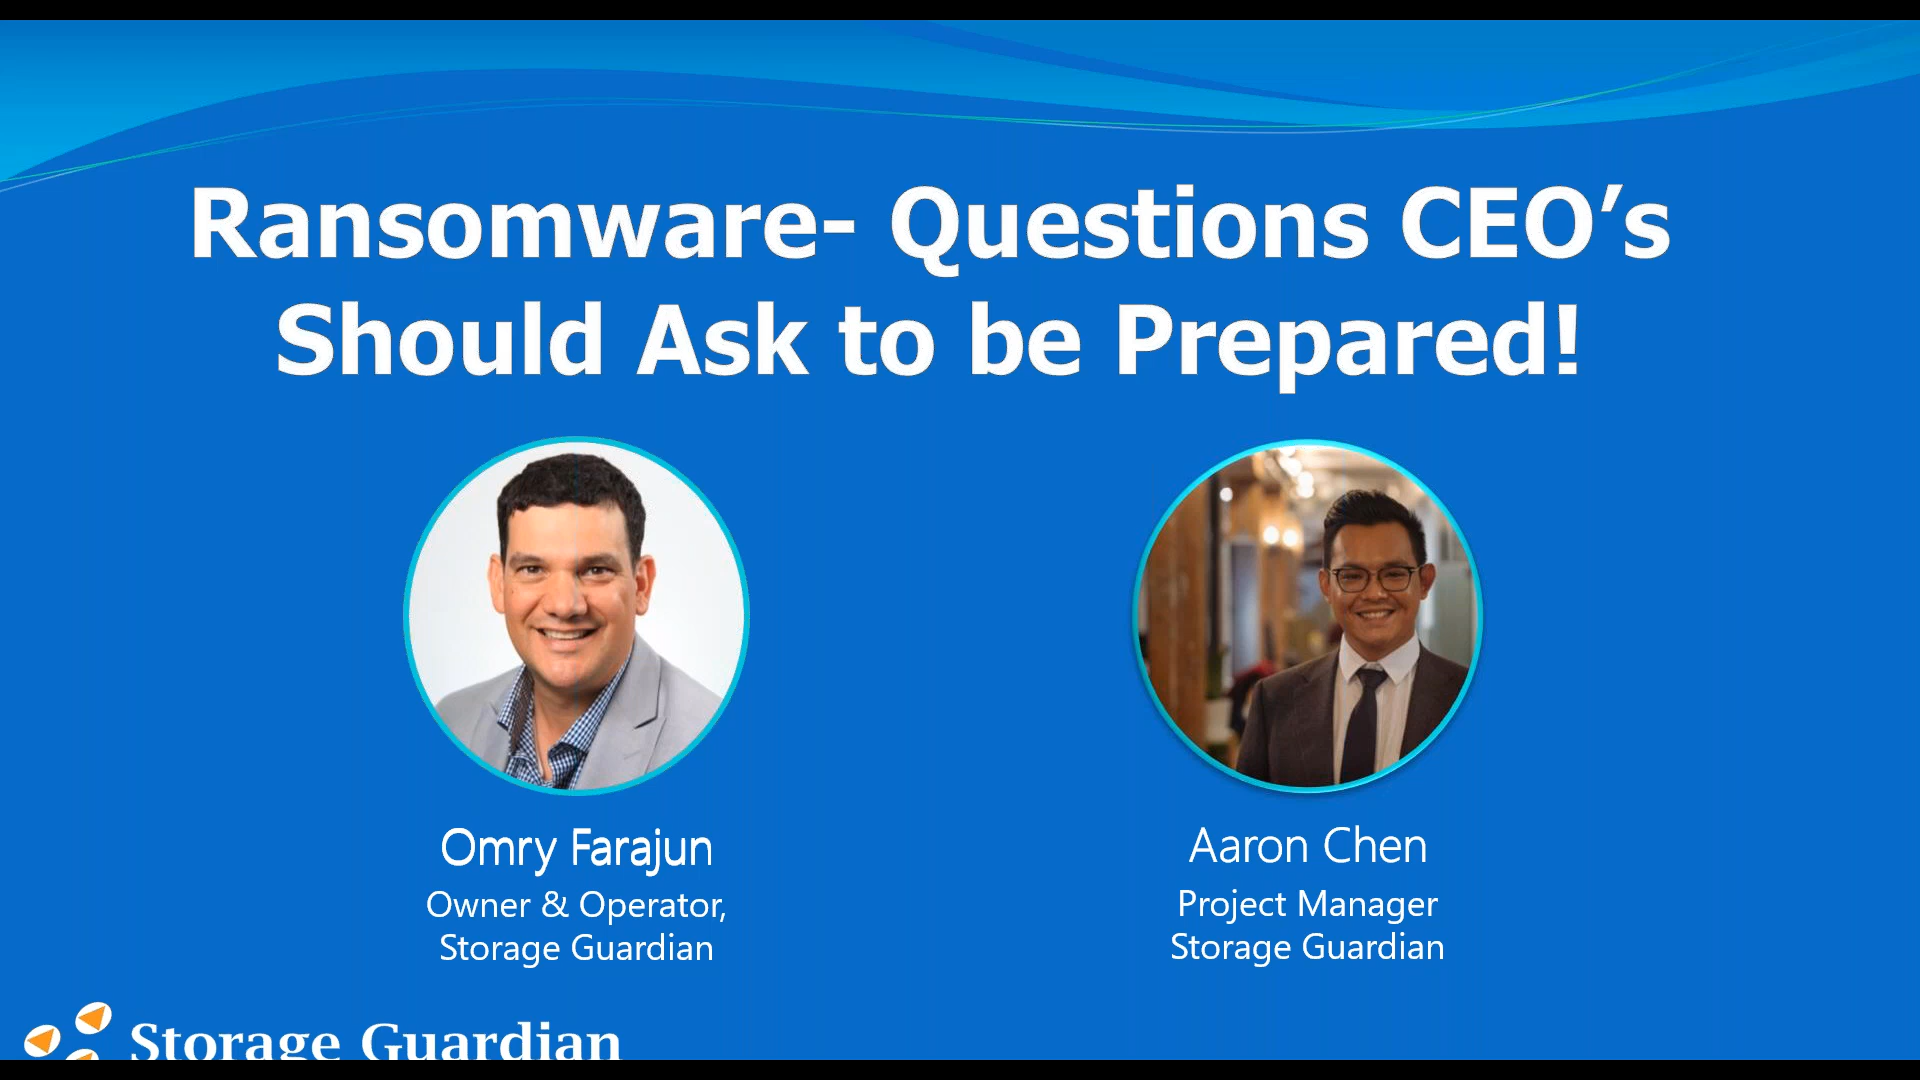 Ransomware- Questions CEO’s
Should Ask to be Prepared!
Omry Farajun
Owner & Operator,
Storage Guardian
Aaron Chen
Project Manager
Storage Guardian
Storage Guardian